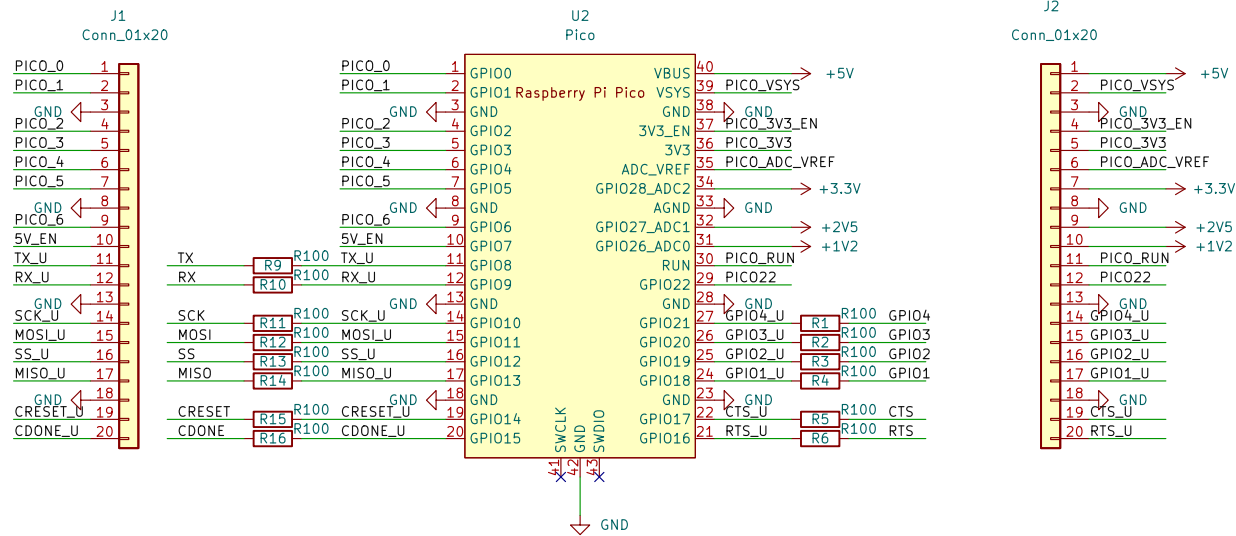 J1
Conn_01x20
PICO_0 1
PICO_1 2
GND 3
PICO_2 4
PICO_3 5
PICO_4 6
PICO_5 7
GND 8
PICO_6 9
5V_EN 10
TX_U 11
RX_U 12
GND 13
SCK_U 14
MOSI_U 15
SS_U 16
MISO_U 17
GND 18
CRESET_U 19
CDONE_U 20
TX R9 R100
RX R10 R100
SCK R11 R100
MOSI R12 R100
SS R13 R100
MISO R14 R100
CRESET R15 R100
CDONE R16 R100
U2
Pico
Raspberry Pi Pico
PICO_0 1 GPIO0
PICO_1 2 GPIO1
GND 3 GND
PICO_2 4 GPIO2
PICO_3 5 GPIO3
PICO_4 6 GPIO4
PICO_5 7 GPIO5
GND 8 GND
PICO_6 9 GPIO6
5V_EN 10 GPIO7
TX_U 11 GPIO8
RX_U 12 GPIO9
GND 13 GND
SCK_U 14 GPIO10
MOSI_U 15 GPIO11
SS_U 16 GPIO12
MISO_U 17 GPIO13
GND 18 GND
CRESET_U 19 GPIO14
CDONE_U 20 GPIO15
SWCLK 41
GND 42
SWDIO 43
GND
VBUS 40 +5V
VSYS 39 PICO_VSYS
GND 38 GND
3V3_EN 37 PICO_3V3_EN
3V3 36 PICO_3V3
ADC_VREF 35 PICO_ADC_VREF
GPIO28_ADC2 34 +3.3V
AGND 33 GND
GPIO27_ADC1 32 +2V5
GPIO26_ADC0 31 +1V2
RUN 30 PICO_RUN
GPIO22 29 PICO22
GND 28 GND
GPIO21 27 GPIO4_U R1 R100 GPIO4
GPIO20 26 GPIO3_U R2 R100 GPIO3
GPIO19 25 GPIO2_U R3 R100 GPIO2
GPIO18 24 GPIO1_U R4 R100 GPIO1
GND 23 GND
GPIO17 22 CTS_U R5 R100 CTS
GPIO16 21 RTS_U R6 R100 RTS
J2
Conn_01x20
1 +5V
2 PICO_VSYS
3 GND
4 PICO_3V3_EN
5 PICO_3V3
6 PICO_ADC_VREF
7 +3.3V
8 GND
9 +2V5
10 +1V2
11 PICO_RUN
12 PICO22
13 GND
14 GPIO4_U
15 GPIO3_U
16 GPIO2_U
17 GPIO1_U
18 GND
19 CTS_U
20 RTS_U